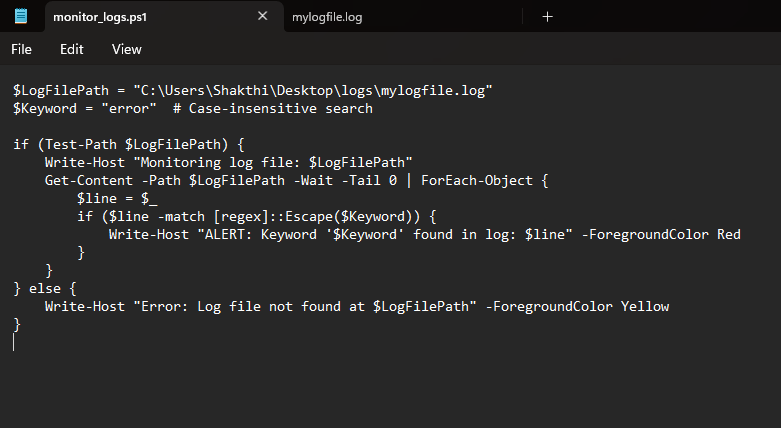 monitor_logs.ps1
mylogfile.log
File Edit View
$LogFilePath = "C:\Users\Shakthi\Desktop\logs\mylogfile.log"
$Keyword = "error"  # Case-insensitive search
if (Test-Path $LogFilePath) {
    Write-Host "Monitoring log file: $LogFilePath"
    Get-Content -Path $LogFilePath -Wait -Tail 0 | ForEach-Object {
        $line = $_
        if ($line -match [regex]::Escape($Keyword)) {
            Write-Host "ALERT: Keyword '$Keyword' found in log: $line" -ForegroundColor Red
        }
    }
} else {
    Write-Host "Error: Log file not found at $LogFilePath" -ForegroundColor Yellow
}